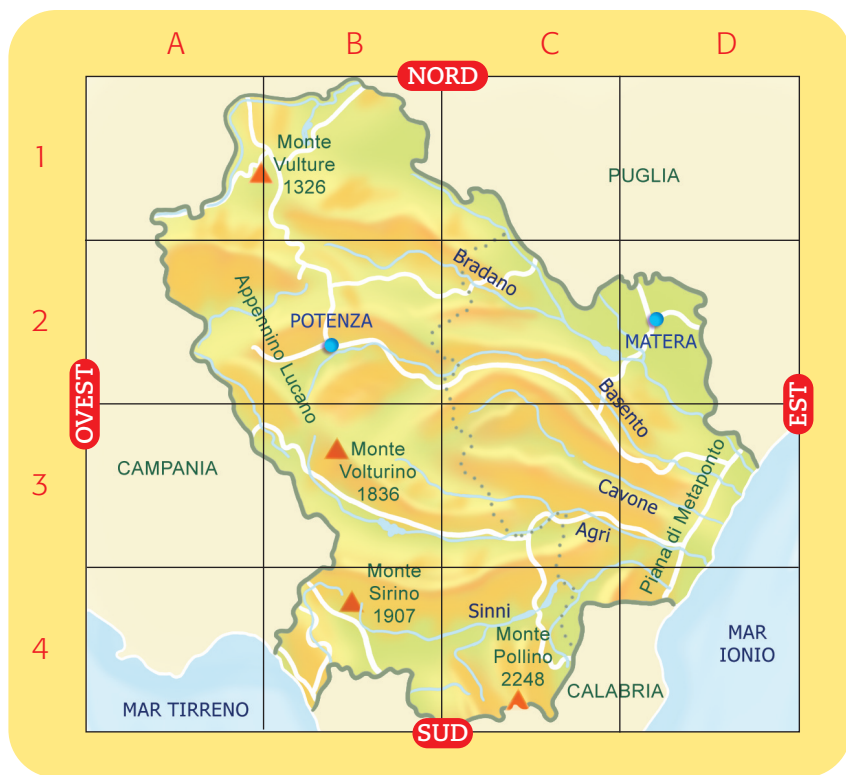 A B C D
NORD
1
Monte
Vulture
1326
PUGLIA
Bradano
Appennino Lucano
2
POTENZA
MATERA
OVEST
EST
Basento
CAMPANIA
3
Monte
Volturino
1836
Cavone
Piana di Metaponto
Agri
Monte
Sirino
1907
Sinni
4
Monte
Pollino
2248
MAR
IONIO
CALABRIA
MAR TIRRENO
SUD